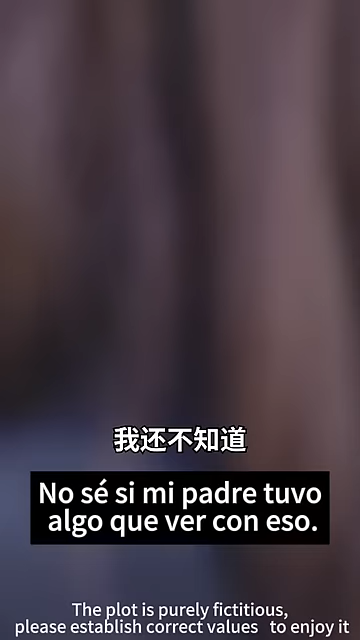 我还不知道
No sé si mi padre tuvo
algo que ver con eso.
The plot is purely fictitious,
please establish correct values to enjoy it